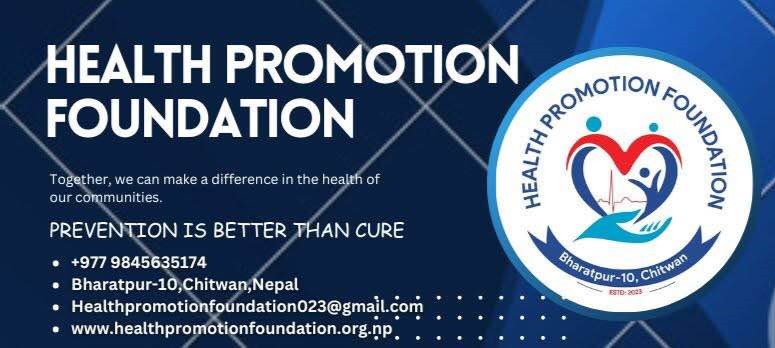 HEALTH PROMOTION
FOUNDATION
Together, we can make a difference in the health of
our communities.
PREVENTION IS BETTER THAN CURE
+977 9845635174
Bharatpur-10,Chitwan,Nepal
Healthpromotionfoundation023@gmail.com
www.healthpromotionfoundation.org.np
HEALTH PROMOTION FOUNDATION
Bharatpur-10, Chitwan
ESTD: 2023